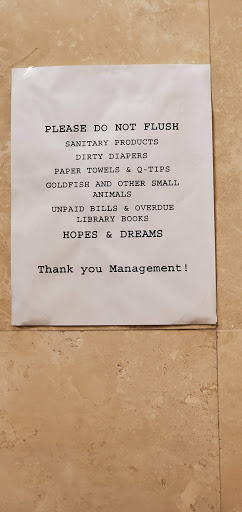 PLEASE DO NOT FLUSH
SANITARY PRODUCTS
DIRTY DIAPERS
PAPER TOWELS & Q-TIPS
GOLDFISH AND OTHER SMALL
ANIMALS
UNPAID BILLS & OVERDUE
LIBRARY BOOKS
HOPES & DREAMS
Thank you Management!